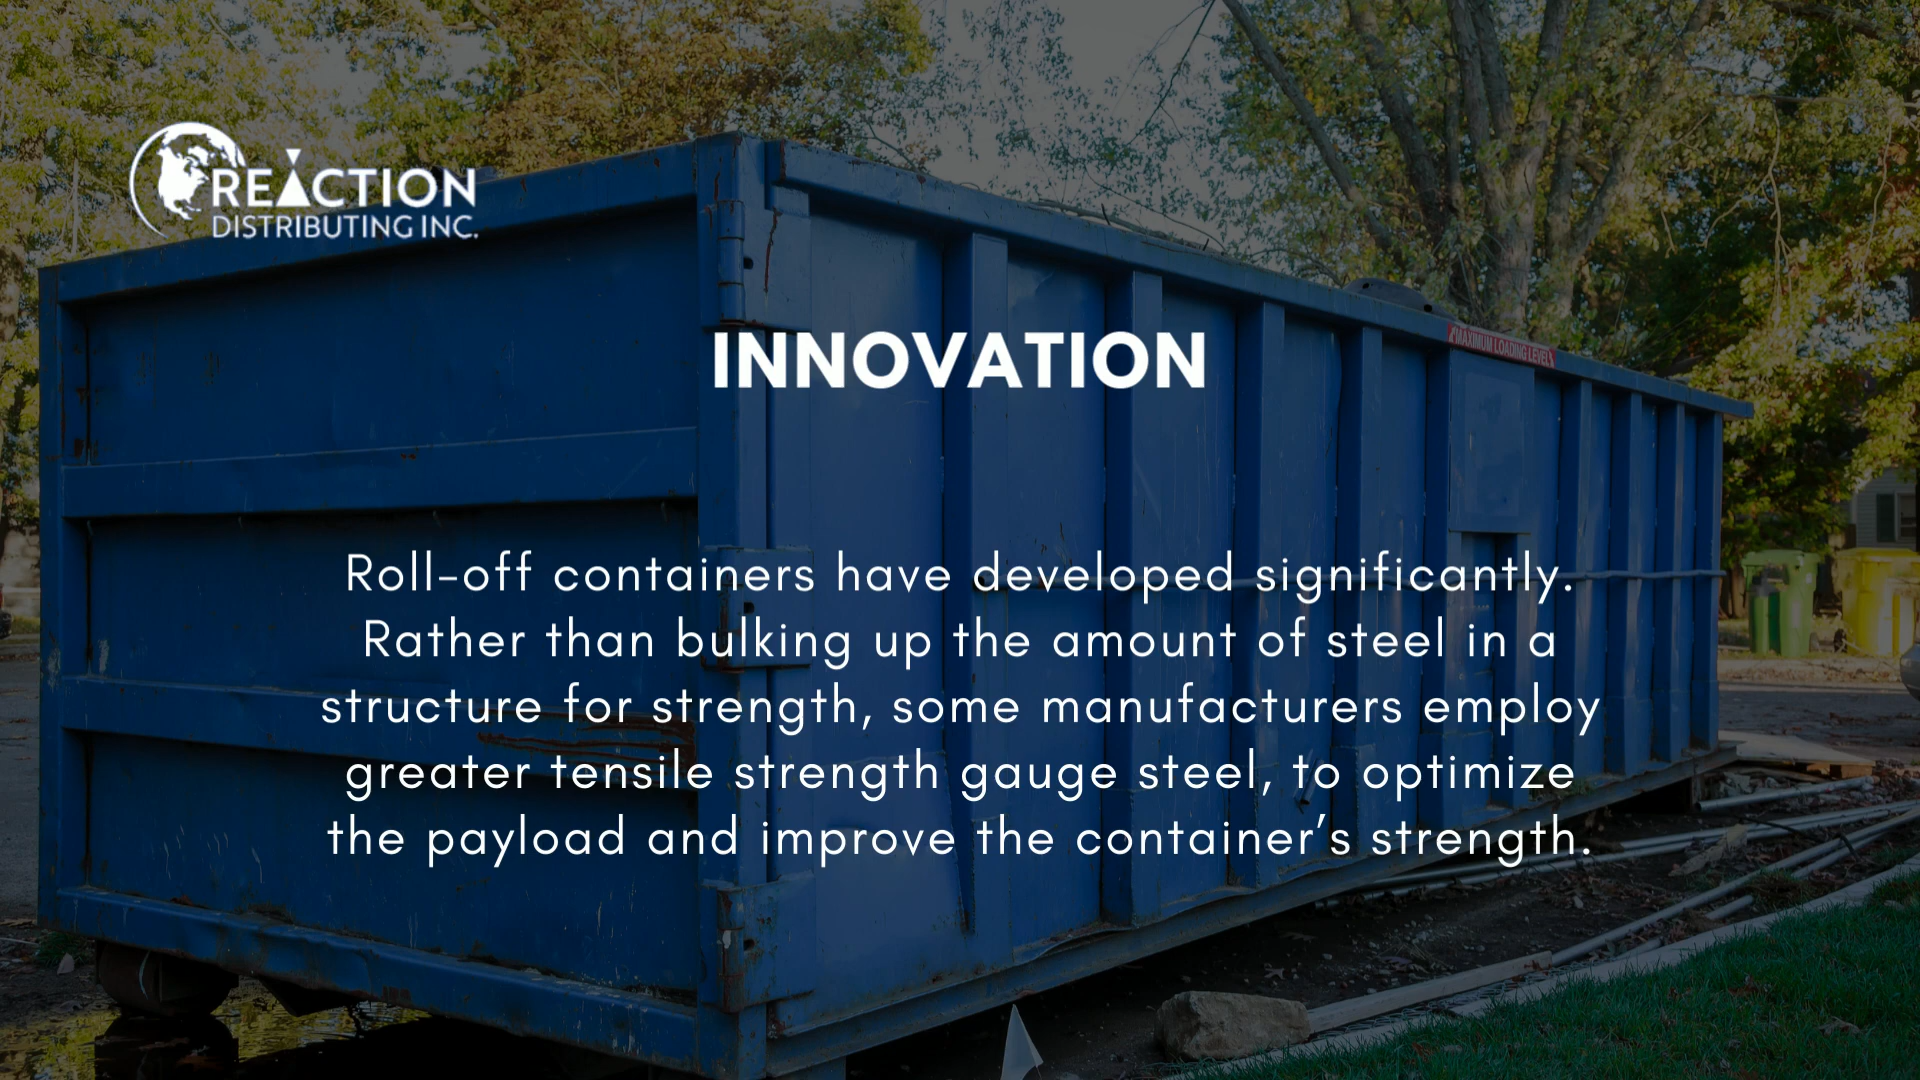 REACTION
DISTRIBUTING INC.
INNOVATION
MAXIMUM LOADING LEVEL
Roll-off containers have developed significantly.
Rather than bulking up the amount of steel in a
structure for strength, some manufacturers employ
greater tensile strength gauge steel, to optimize
the payload and improve the container’s strength.